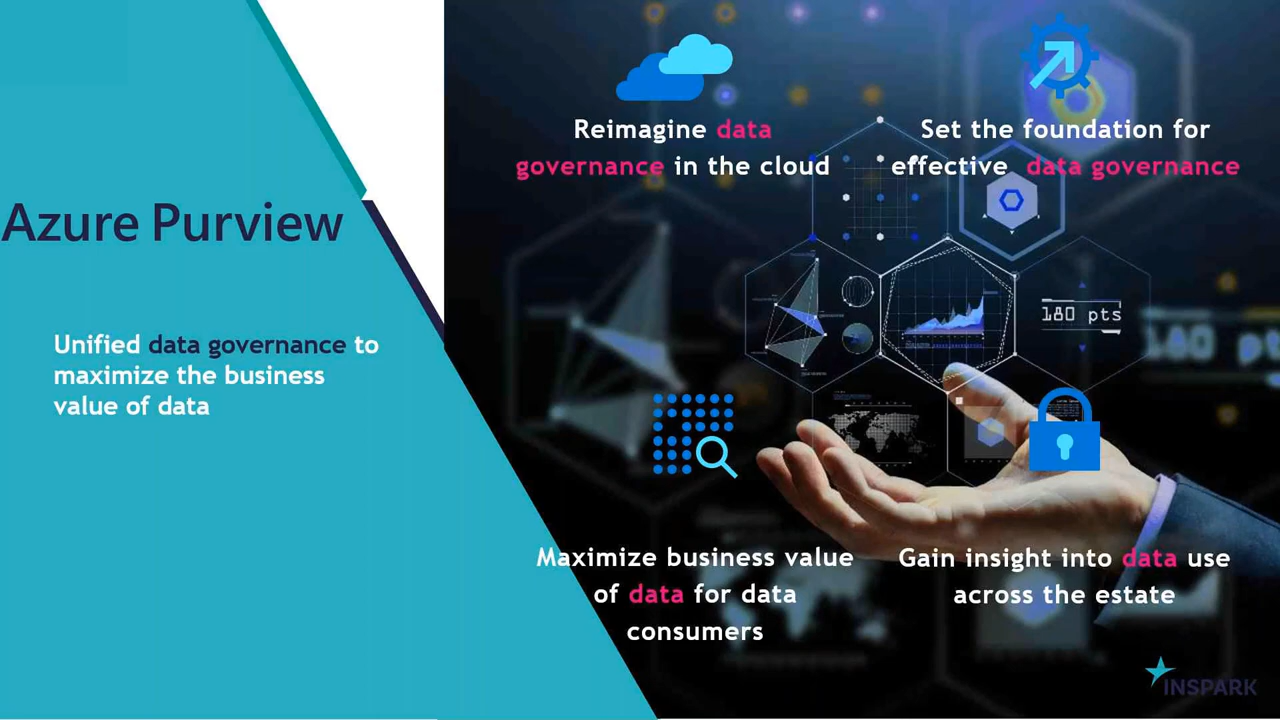 Azure Purview
Unified data governance to
maximize the business
value of data
Reimagine data
governance in the cloud
Set the foundation for
effective data governance
180 pts
180 pt
Maximize business value
of data for data
consumers
Gain insight into data use
across the estate
INSPARK